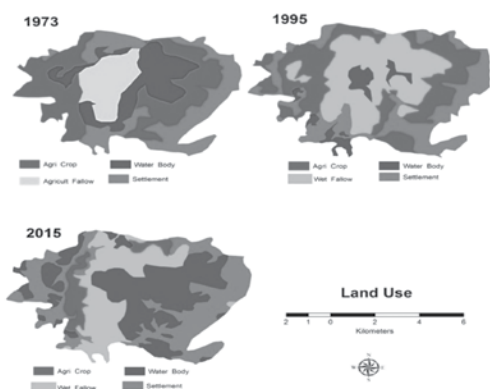 1973
Agri Crop
Water Body
Agricult Fallow
Settlement
1995
Agri Crop
Water Body
Wet Fallow
Settlement
2015
Agri Crop
Water Body
Wet Fallow
Settlement
Land Use
2 1 0 2 4 6
Kilometers